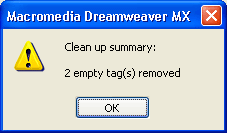 Macromedia Dreamweaver MX
Clean up summary:
2 empty tag(s) removed
OK